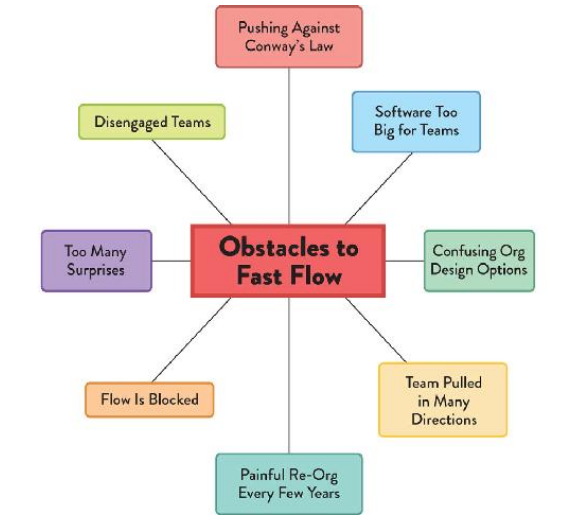 Pushing Against
Conway's Law
Disengaged Teams
Software Too
Big for Teams
Too Many
Surprises
Obstacles to
Fast Flow
Confusing Org
Design Options
Flow Is Blocked
Team Pulled
in Many
Directions
Painful Re-Org
Every Few Years